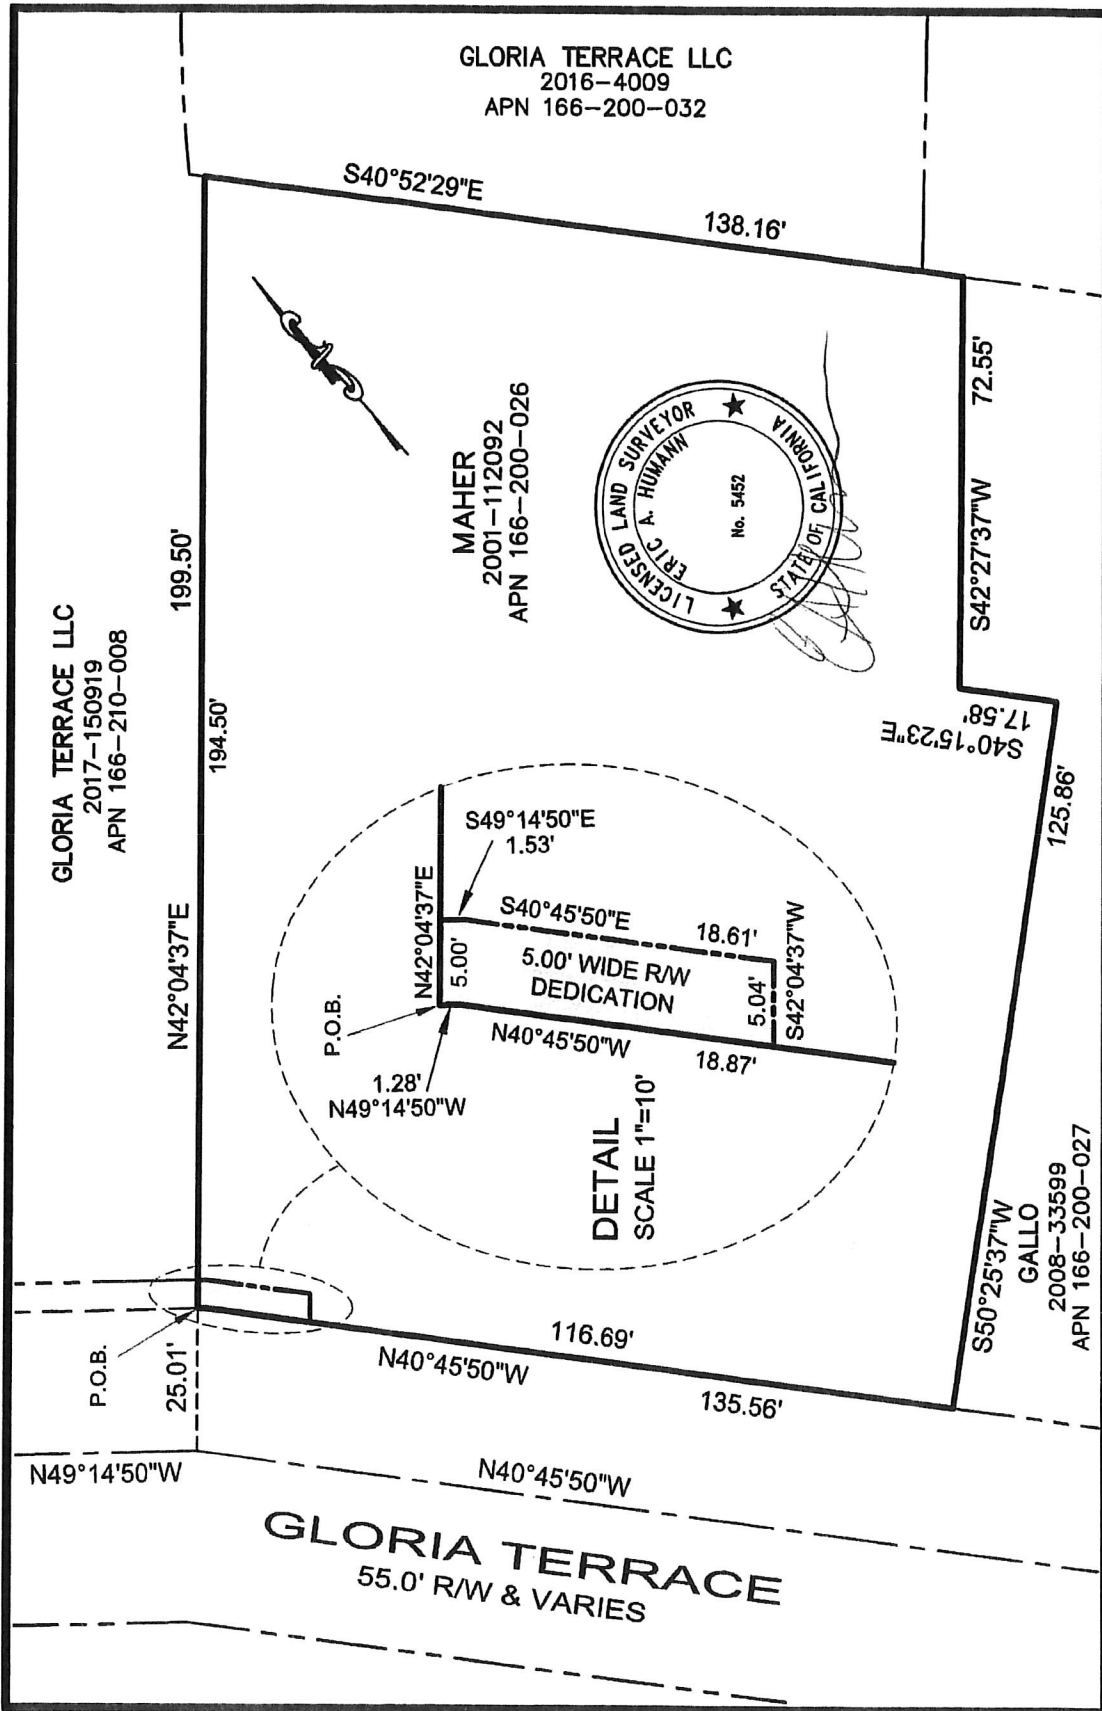 GLORIA TERRACE LLC
2016-4009
APN 166-200-032
S40°52'29"E
138.16'
GLORIA TERRACE LLC
2017-150919
APN 166-210-008
N42°04'37"E
194.50'
199.50'
MAHER
2001-112092
APN 166-200-026
LICENSED LAND SURVEYOR
ERIC A. HUMANN
No. 5452
STATE OF CALIFORNIA
S42°27'37"W
72.55'
S40°15'23"E
17.58'
125.86'
S50°25'37"W
GALLO
2008-33599
APN 166-200-027
P.O.B.
N42°04'37"E
5.00'
S49°14'50"E
1.53'
S40°45'50"E
18.61'
5.00' WIDE R/W
DEDICATION
5.04'
S42°04'37"W
N40°45'50"W
18.87'
1.28'
N49°14'50"W
DETAIL
SCALE 1"=10'
P.O.B.
25.01'
116.69'
N40°45'50"W
135.56'
N49°14'50"W
N40°45'50"W
GLORIA TERRACE
55.0' R/W & VARIES